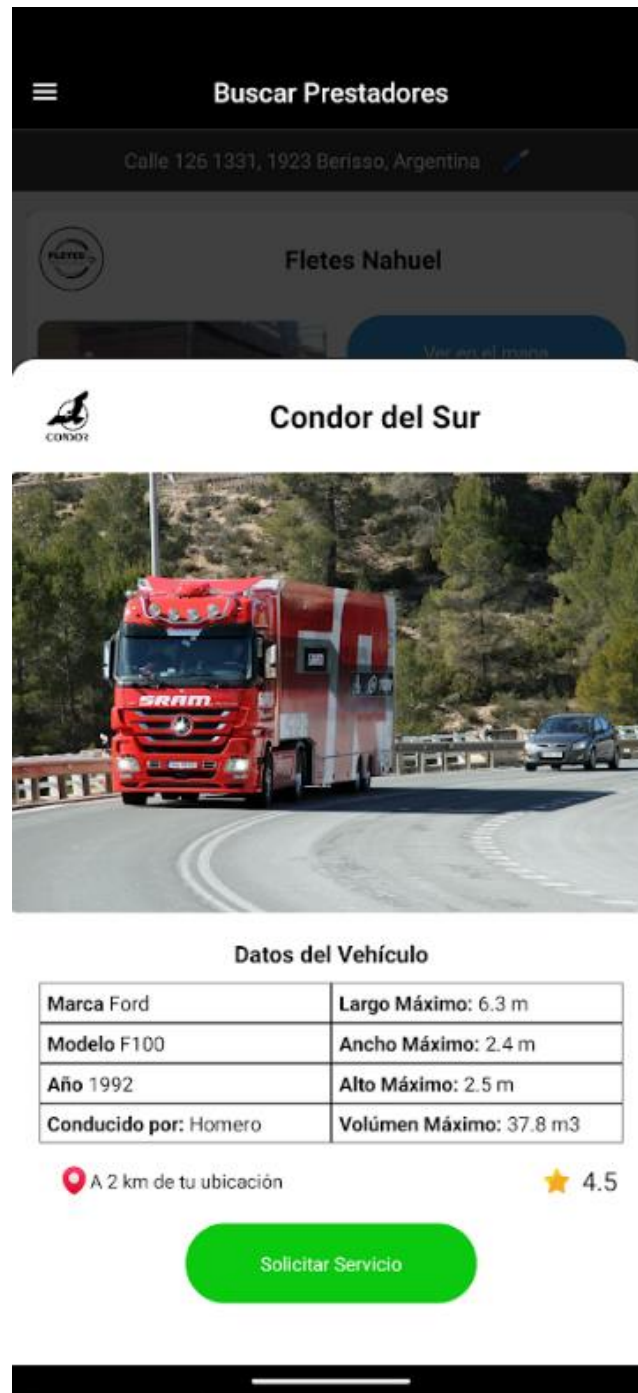 Buscar Prestadores
Calle 126 1331, 1923 Berisso, Argentina
FLETES
Fletes Nahuel
Ver en el mapa
CONDOR
Condor del Sur
SRAM
Datos del Vehículo
Marca Ford
Largo Máximo: 6.3 m
Modelo F100
Ancho Máximo: 2.4 m
Año 1992
Alto Máximo: 2.5 m
Conducido por: Homero
Volúmen Máximo: 37.8 m3
A 2 km de tu ubicación
4.5
Solicitar Servicio